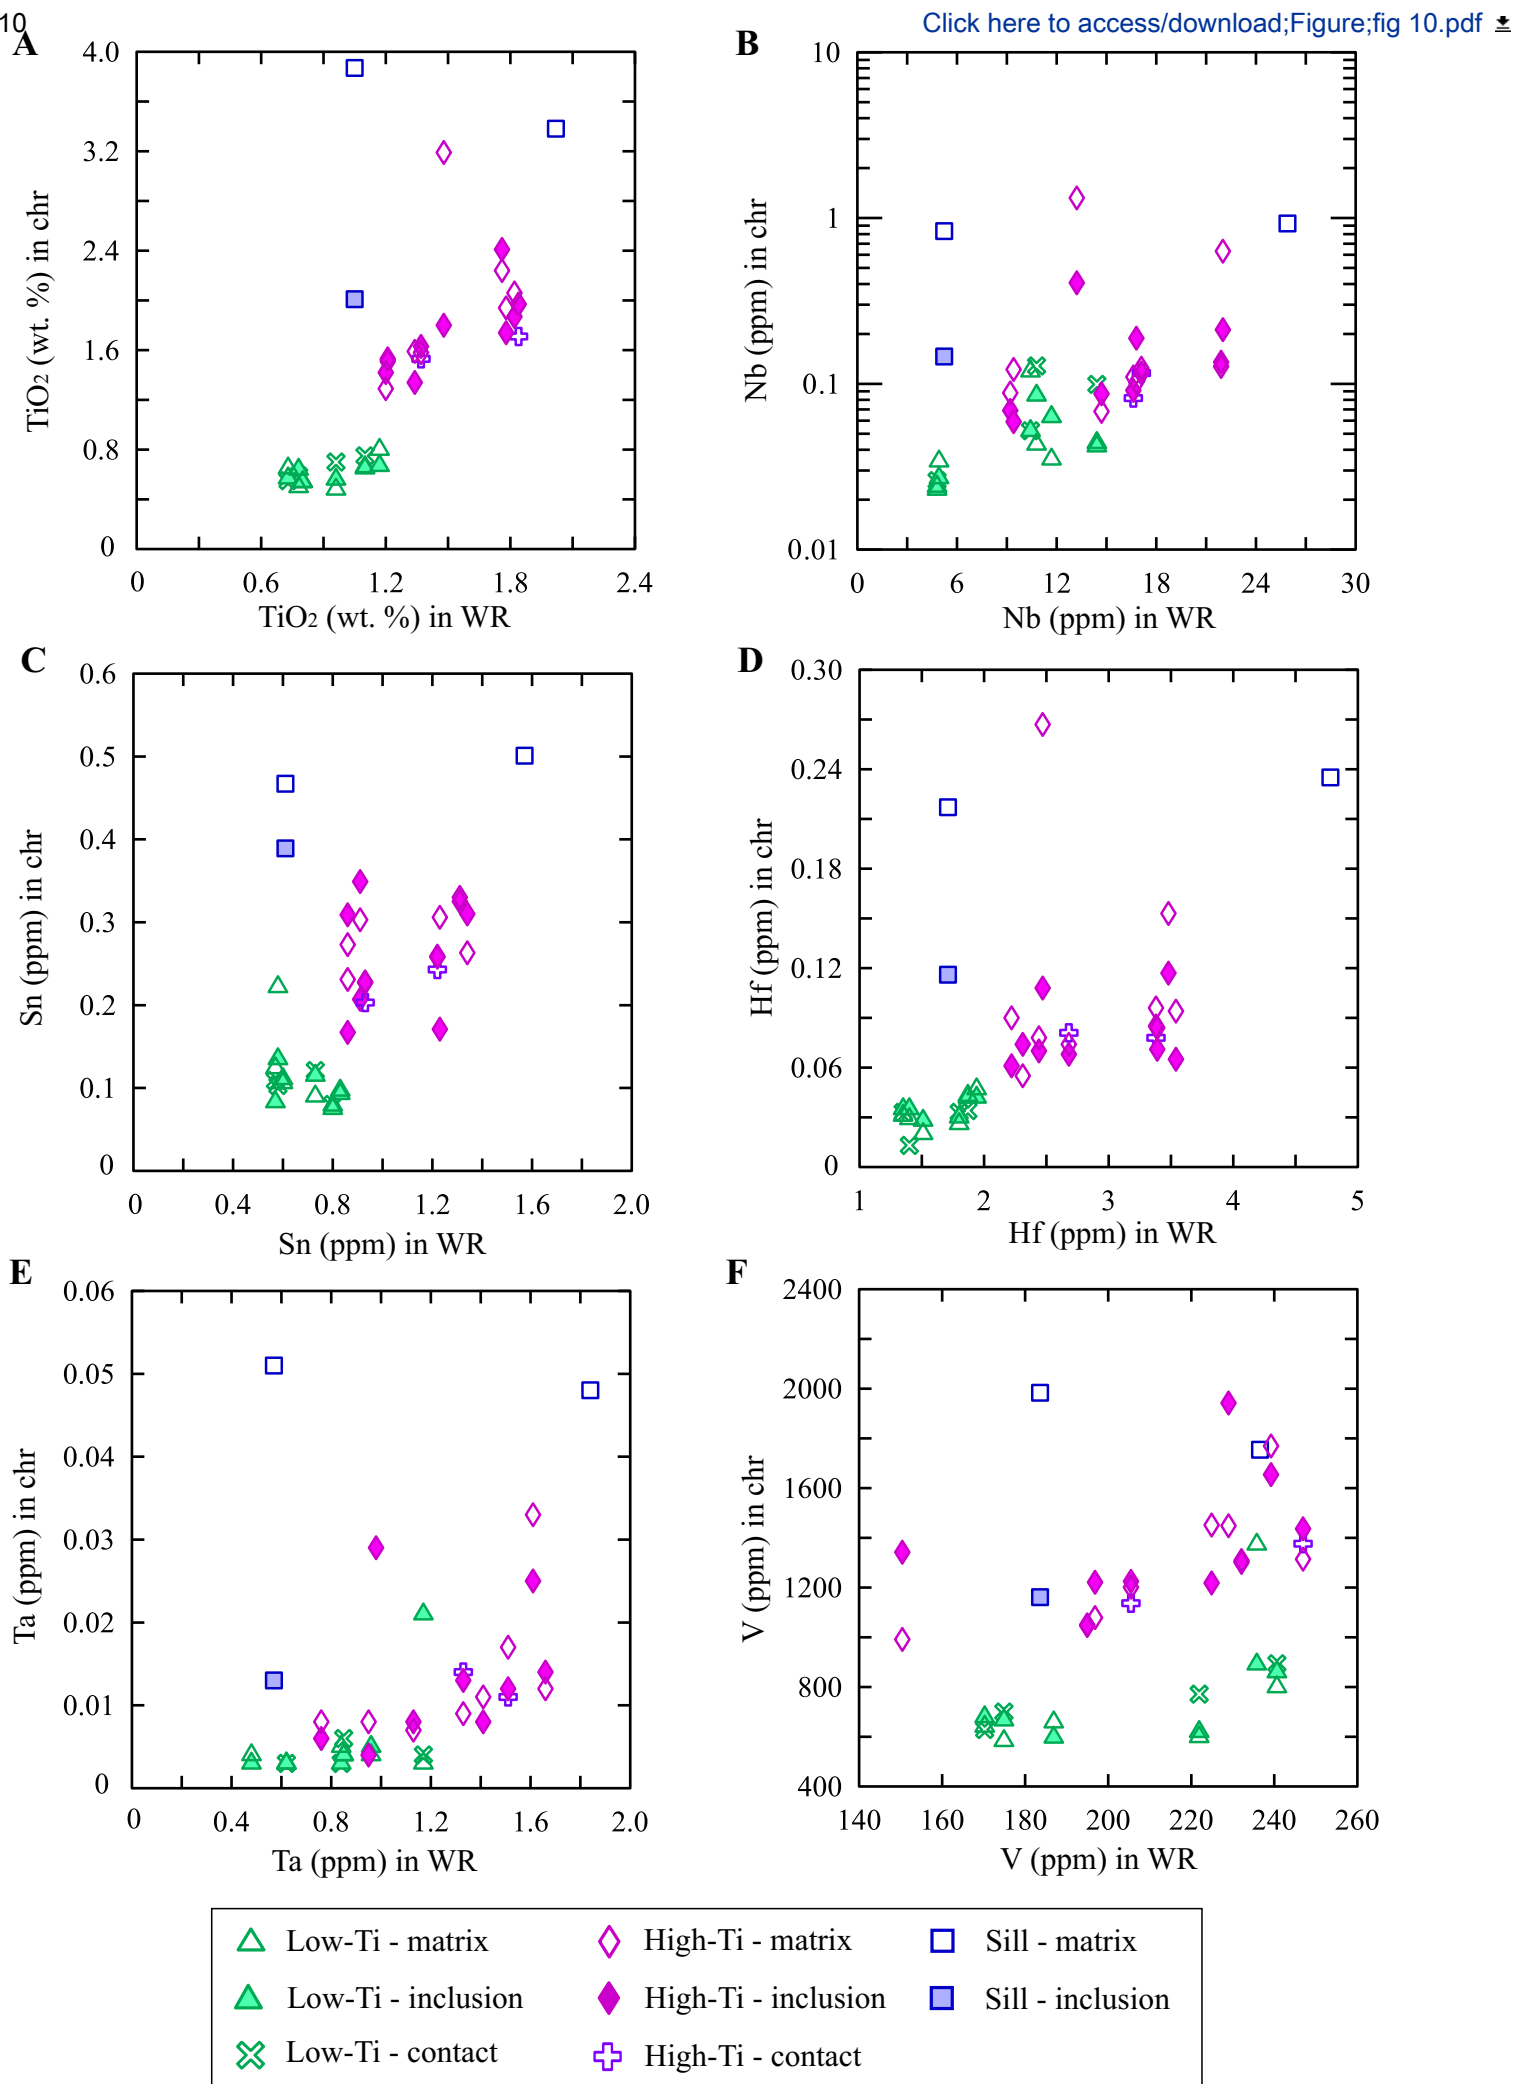 10
Click here to access/download;Figure;fig 10.pdf
A
4.0
3.2
2.4
1.6
0.8
0
TiO2 (wt. %) in chr
0 0.6 1.2 1.8 2.4
TiO2 (wt. %) in WR
B
10
1
0.1
0.01
Nb (ppm) in chr
0 6 12 18 24 30
Nb (ppm) in WR
C
0.6
0.5
0.4
0.3
0.2
0.1
0
Sn (ppm) in chr
0 0.4 0.8 1.2 1.6 2.0
Sn (ppm) in WR
D
0.30
0.24
0.18
0.12
0.06
0
Hf (ppm) in chr
1 2 3 4 5
Hf (ppm) in WR
E
0.06
0.05
0.04
0.03
0.02
0.01
0
Ta (ppm) in chr
0 0.4 0.8 1.2 1.6 2.0
Ta (ppm) in WR
F
2400
2000
1600
1200
800
400
V (ppm) in chr
140 160 180 200 220 240 260
V (ppm) in WR
Low-Ti - matrix
High-Ti - matrix
Sill - matrix
Low-Ti - inclusion
High-Ti - inclusion
Sill - inclusion
Low-Ti - contact
High-Ti - contact